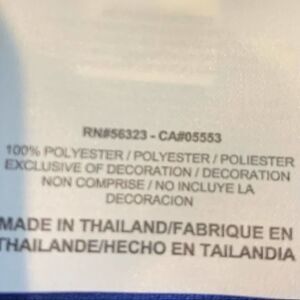 RN#56323 - CA#05553
100% POLYESTER / POLYESTER / POLIESTER
EXCLUSIVE OF DECORATION / DECORATION
NON COMPRISE / NO INCLUYE LA
DECORACION
MADE IN THAILAND/FABRIQUE EN
THAILANDE/HECHO EN TAILANDIA